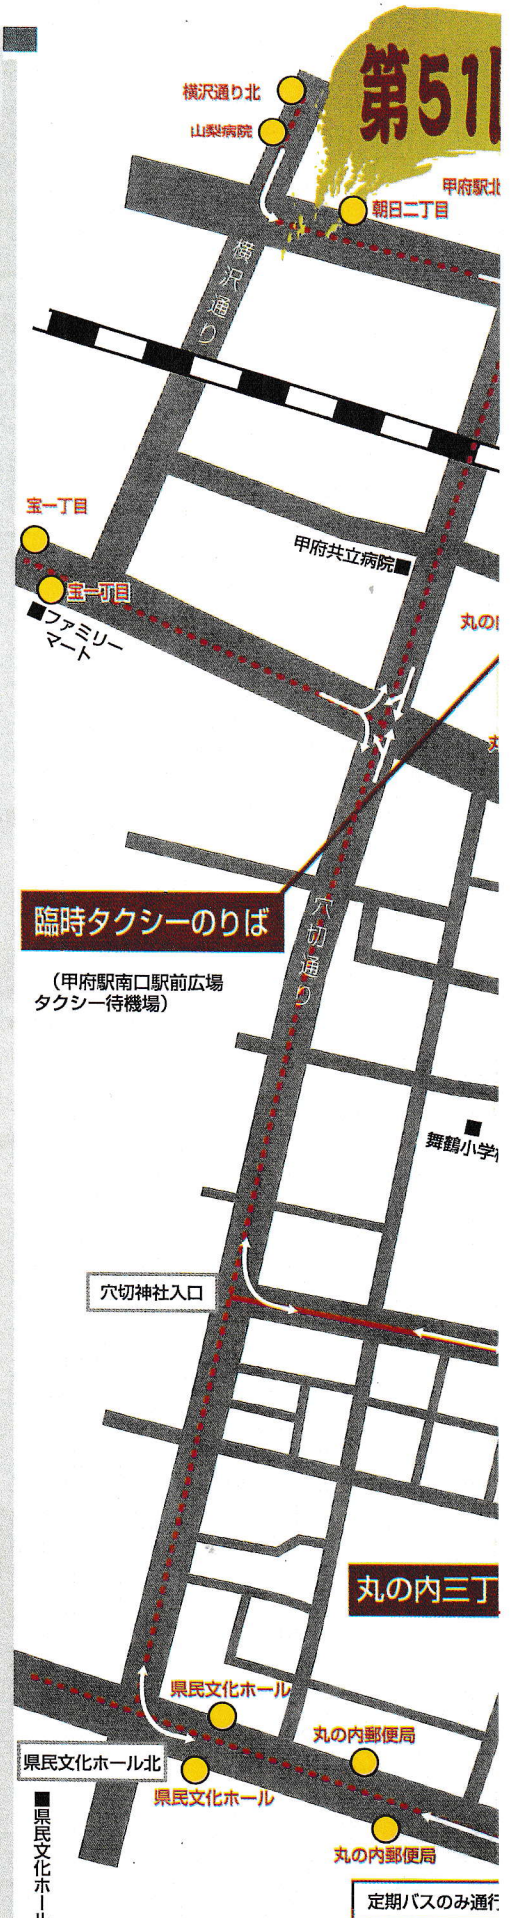 第51
横沢通り北
山梨病院
甲府駅北
朝日二丁目
横沢通り
宝一丁目
宝一丁目
甲府共立病院
ファミリー
マート
丸の
臨時タクシーのりば
（甲府駅南口駅前広場
タクシー待機場）
穴切通り
舞鶴小学
穴切神社入口
丸の内三丁
県民文化ホール
丸の内郵便局
県民文化ホール北
県民文化ホール
県民文化ホール
丸の内郵便局
定期バスのみ通行